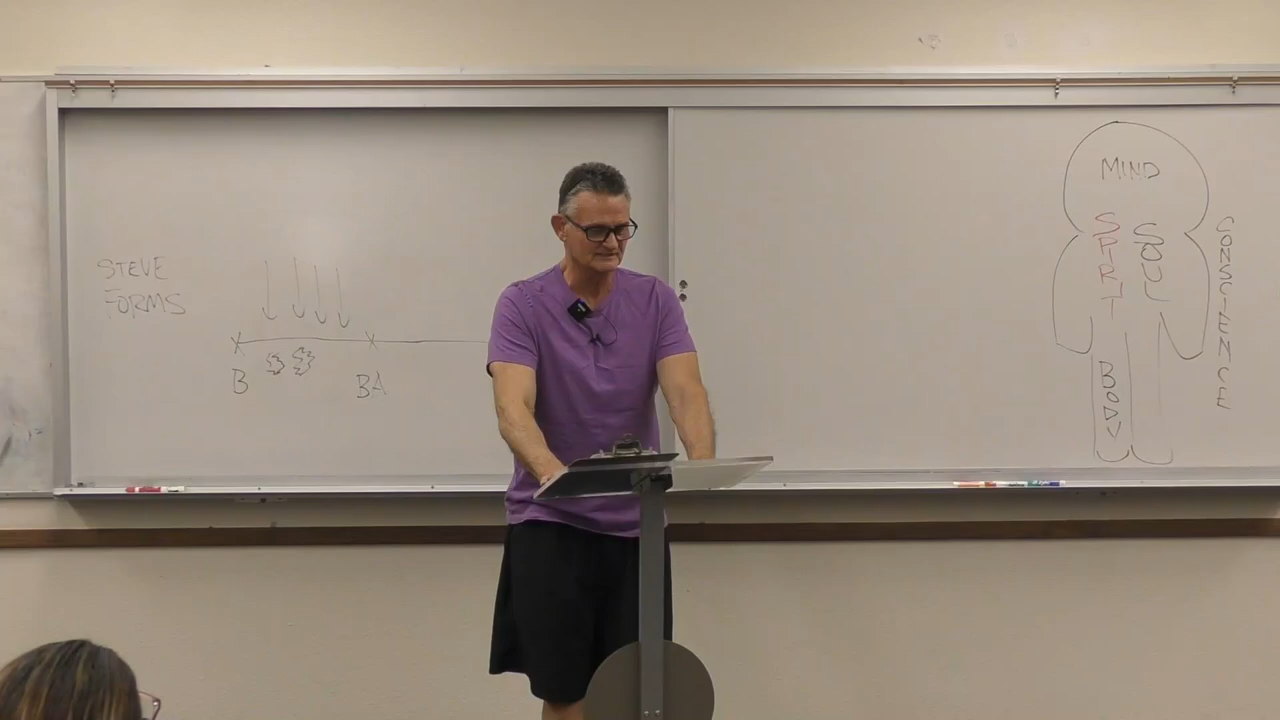 STEVE
FORMS
B
BA
MIND
SPIRIT
SOUL
BODY
CONSCIENCE